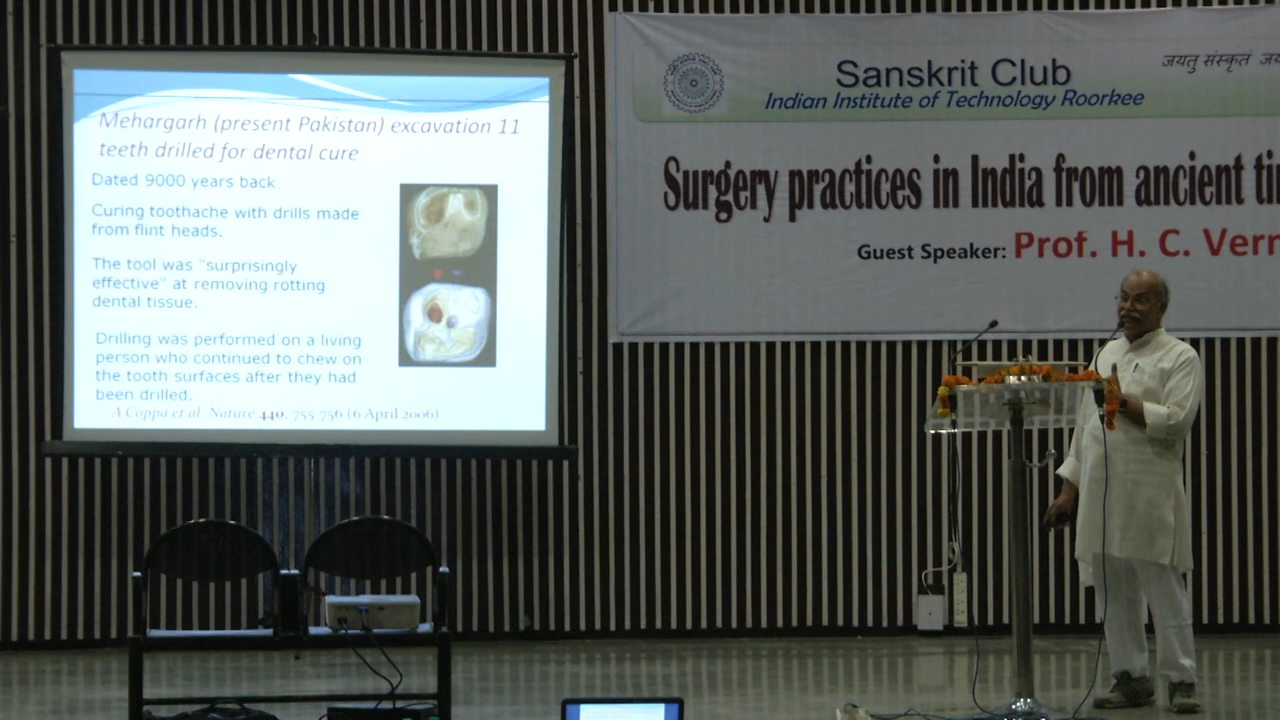 Mehargarh (present Pakistan) excavation 11
teeth drilled for dental cure
Dated 9000 years back
Curing toothache with drills made
from flint heads.
The tool was "surprisingly
effective" at removing rotting
dental tissue.
Drilling was performed on a living
person who continued to chew on
the tooth surfaces after they had
been drilled.
A Coppa et al. Nature 440, 755-756 (6 April 2006)
Sanskrit Club
जयतु संस्कृतं
Indian Institute of Technology Roorkee
Surgery practices in India from ancient
Guest Speaker: Prof. H. C.